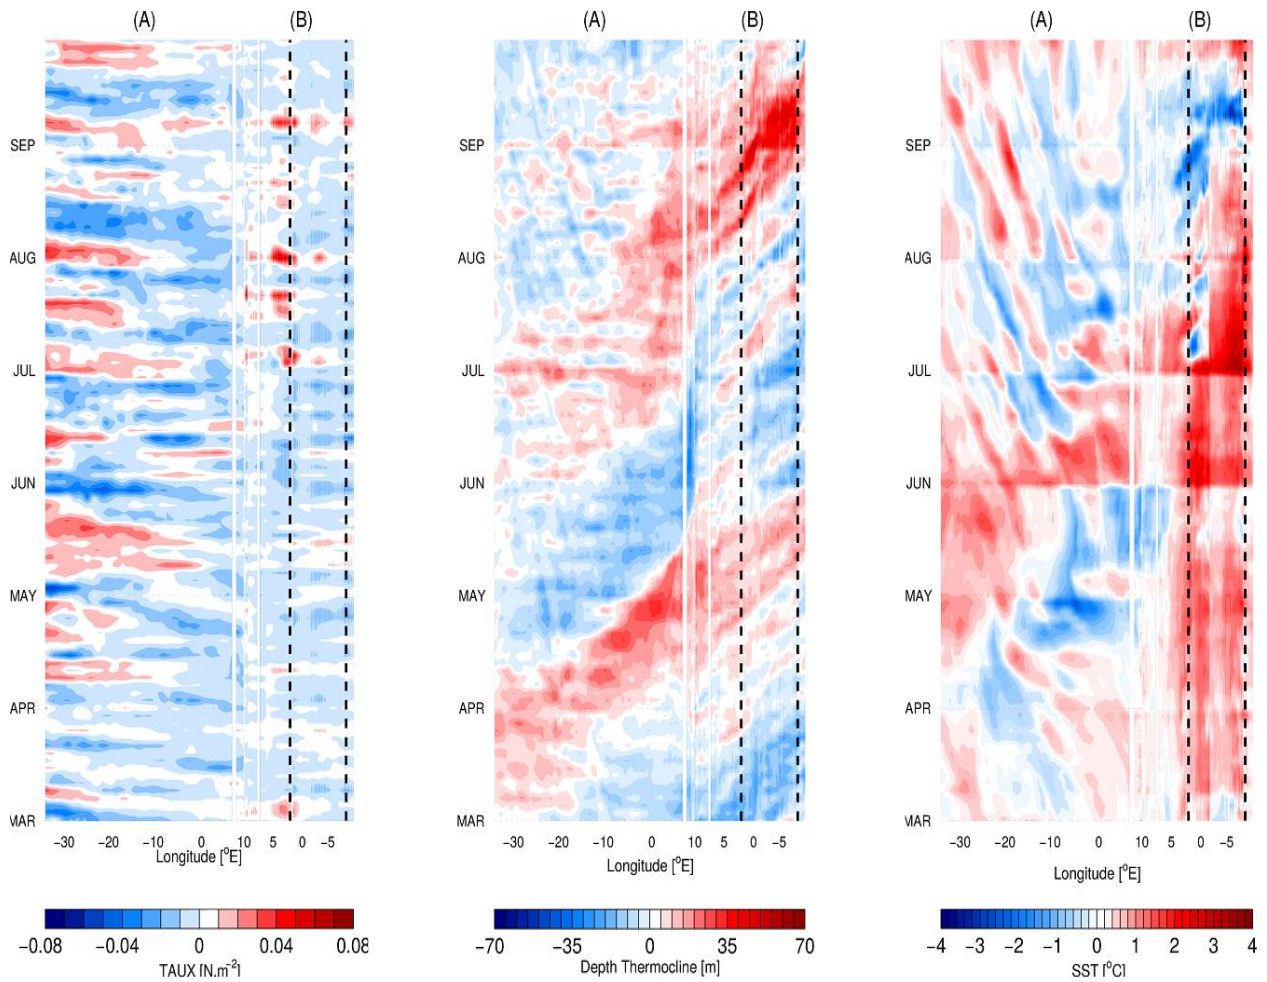 (A) (B)
SEP
AUG
JUL
JUN
MAY
APR
MAR
−30 −20 −10 0 10 5 0 −5
Longitude [°E]
−0.08 −0.04 0 0.04 0.08
TAUX [N.m⁻²]
(A) (B)
SEP
AUG
JUL
JUN
MAY
APR
MAR
−30 −20 −10 0 10 5 0 −5
Longitude [°E]
−70 −35 0 35 70
Depth Thermocline [m]
(A) (B)
SEP
AUG
JUL
JUN
MAY
APR
MAR
−30 −20 −10 0 10 5 0 −5
Longitude [°E]
−4 −3 −2 −1 0 1 2 3 4
SST [°C]